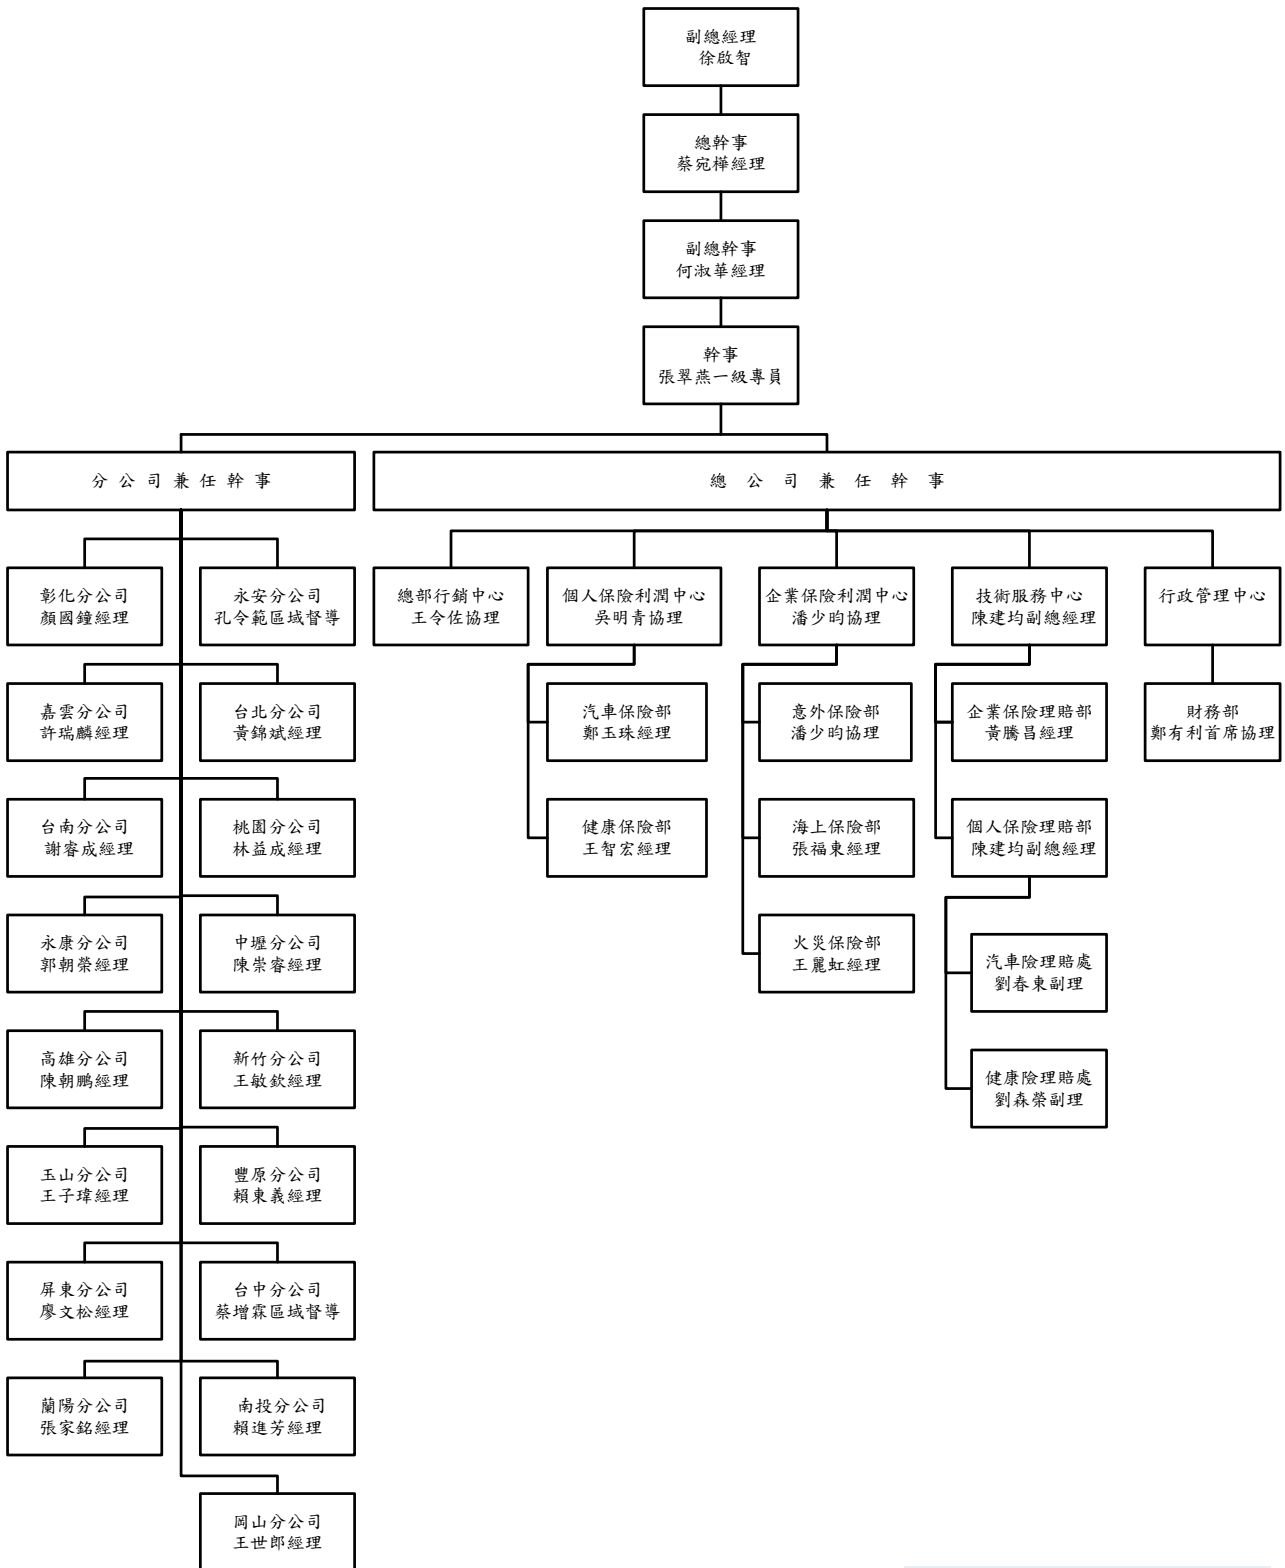 副總經理
徐啟智
總幹事
蔡宛樺經理
副總幹事
何淑華經理
幹事
張翠燕一級專員
分公司兼任幹事
總公司兼任幹事
彰化分公司
顏國鐘經理
永安分公司
孔令範區域督導
嘉雲分公司
許瑞麟經理
台北分公司
黃錦斌經理
台南分公司
謝睿成經理
桃園分公司
林益成經理
永康分公司
郭朝榮經理
中壢分公司
陳崇睿經理
高雄分公司
陳朝鵬經理
新竹分公司
王敏欽經理
玉山分公司
王子瑋經理
豐原分公司
賴東義經理
屏東分公司
廖文松經理
台中分公司
蔡增霖區域督導
蘭陽分公司
張家銘經理
南投分公司
賴進芳經理
岡山分公司
王世郎經理
總部行銷中心
王令佐協理
個人保險利潤中心
吳明青協理
汽車保險部
鄭玉珠經理
健康保險部
王智宏經理
企業保險利潤中心
潘少昀協理
意外保險部
潘少昀協理
海上保險部
張福東經理
火災保險部
王麗虹經理
技術服務中心
陳建均副總經理
企業保險理賠部
黃騰昌經理
個人保險理賠部
陳建均副總經理
汽車險理賠處
劉春東副理
健康險理賠處
劉森榮副理
行政管理中心
財務部
鄭有利首席協理